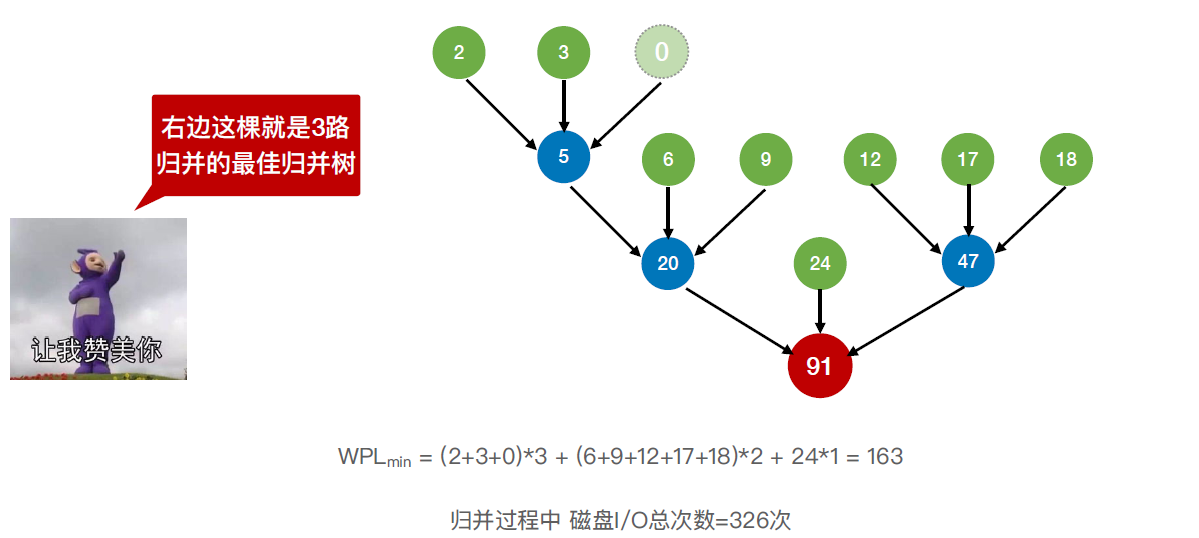 2 3 0
右边这棵就是3路
归并的最佳归并树
5 6 9 12 17 18
20 24 47
让我赞美你
91
WPLmin = (2+3+0)*3 + (6+9+12+17+18)*2 + 24*1 = 163
归并过程中 磁盘I/O总次数=326次